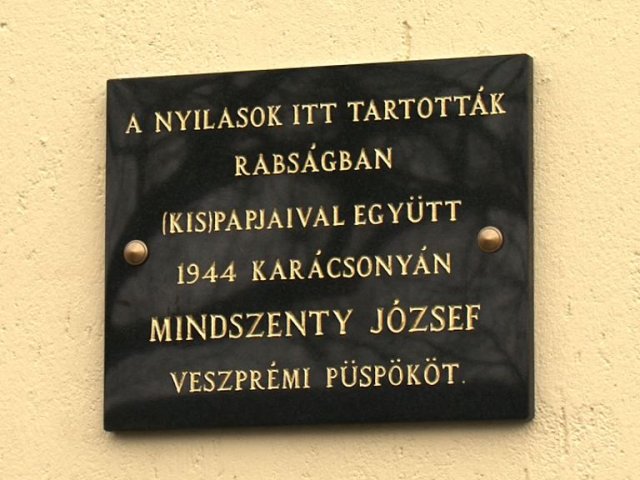 A NYILASOK ITT TARTOTTÁK
RABSÁGBAN
(KIS)PAPJAIVAL EGYÜTT
1944 KARÁCSONYÁN
MINDSZENTY JÓZSEF
VESZPRÉMI PÜSPÖKÖT.